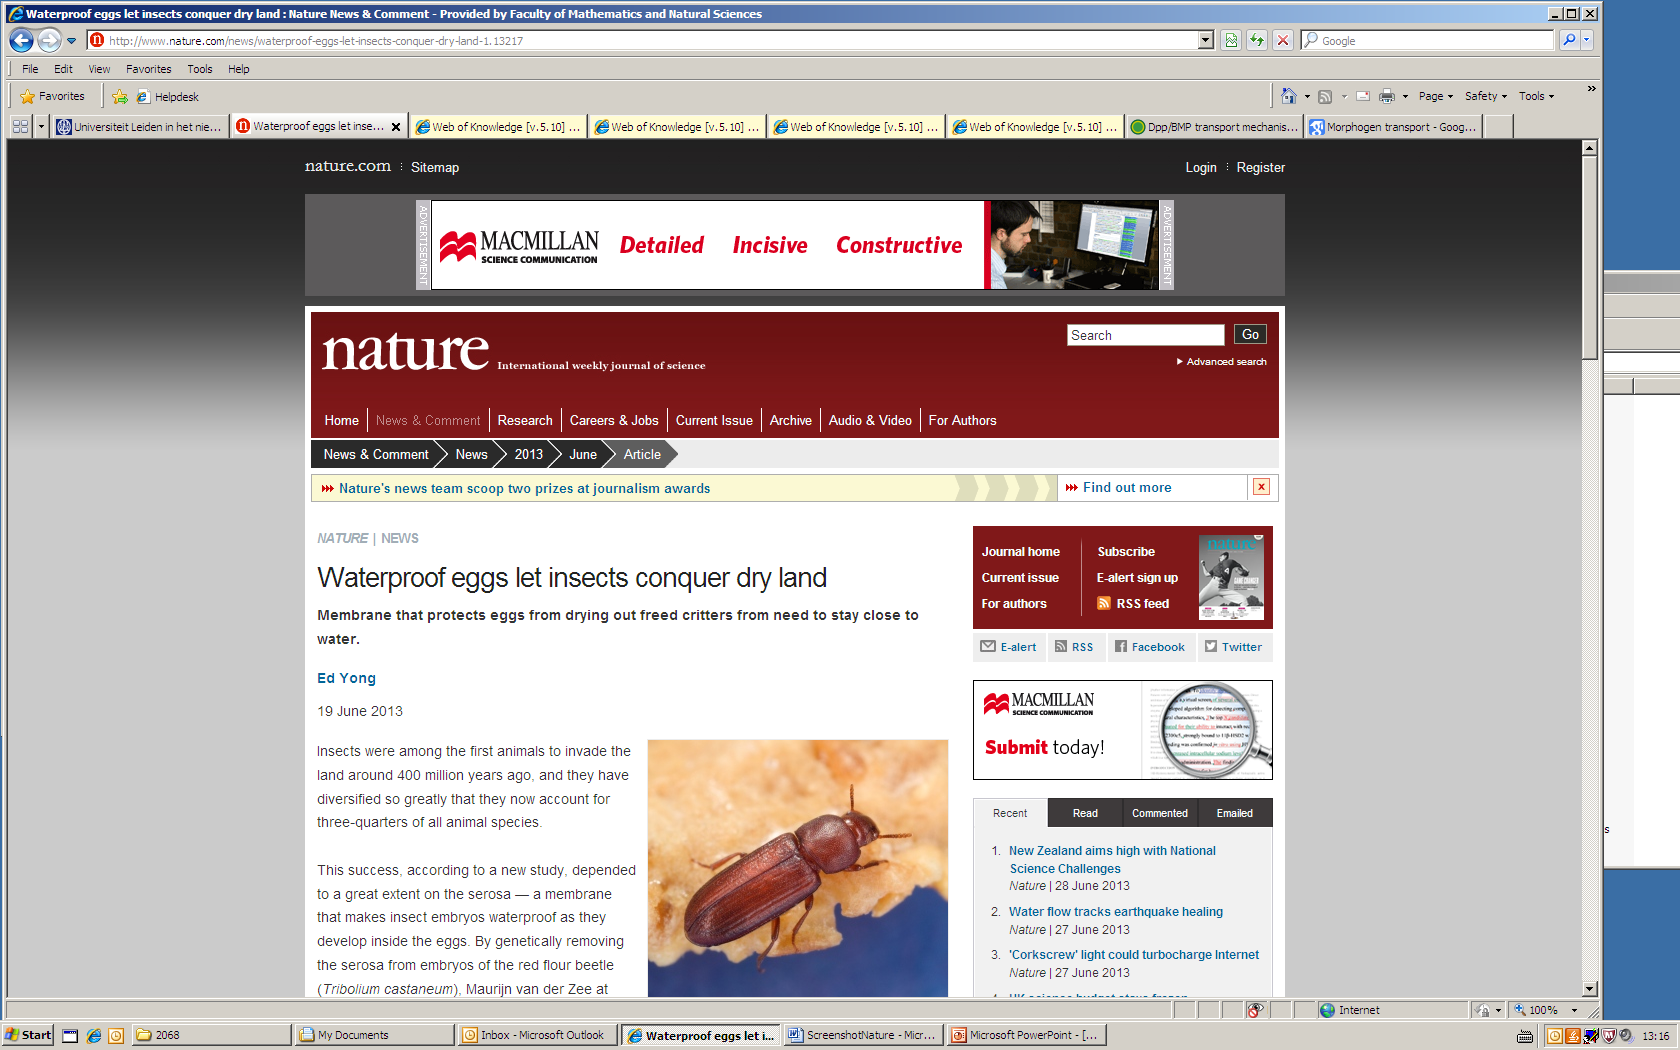 Waterproof eggs let insects conquer dry land : Nature News & Comment - Provided by Faculty of Mathematics and Natural Sciences
http://www.nature.com/news/waterproof-eggs-let-insects-conquer-dry-land-1.13217
Google
File Edit View Favorites Tools Help
Favorites Helpdesk
Page Safety Tools
Universiteit Leiden in het nie...
Waterproof eggs let inse...
Web of Knowledge [v.5.10] ...
Web of Knowledge [v.5.10] ...
Web of Knowledge [v.5.10] ...
Web of Knowledge [v.5.10] ...
Dpp/BMP transport mechanis...
Morphogen transport - Goog...
nature.com : Sitemap
Login : Register
ADVERTISEMENT
MACMILLAN
SCIENCE COMMUNICATION
Detailed Incisive Constructive
ADVERTISEMENT
nature International weekly journal of science
Search Go
Advanced search
Home News & Comment Research Careers & Jobs Current Issue Archive Audio & Video For Authors
News & Comment News 2013 June Article
Nature's news team scoop two prizes at journalism awards
Find out more
x
NATURE | NEWS
Waterproof eggs let insects conquer dry land
Membrane that protects eggs from drying out freed critters from need to stay close to
water.
Ed Yong
19 June 2013
Insects were among the first animals to invade the
land around 400 million years ago, and they have
diversified so greatly that they now account for
three-quarters of all animal species.
This success, according to a new study, depended
to a great extent on the serosa — a membrane
that makes insect embryos waterproof as they
develop inside the eggs. By genetically removing
the serosa from embryos of the red flour beetle
(Tribolium castaneum), Maurijn van der Zee at
Journal home
Current issue
For authors
Subscribe
E-alert sign up
RSS feed
nature
GAME CHANGER
E-alert RSS Facebook Twitter
MACMILLAN
SCIENCE COMMUNICATION
Submit today!
Recent Read Commented Emailed
1. New Zealand aims high with National
Science Challenges
Nature | 28 June 2013
2. Water flow tracks earthquake healing
Nature | 27 June 2013
3. 'Corkscrew' light could turbocharge Internet
Nature | 27 June 2013
s
Internet
100%
Start
2068
My Documents
Inbox - Microsoft Outlook
Waterproof eggs let i...
ScreenshotNature - Micr...
Microsoft PowerPoint - [...
13:16